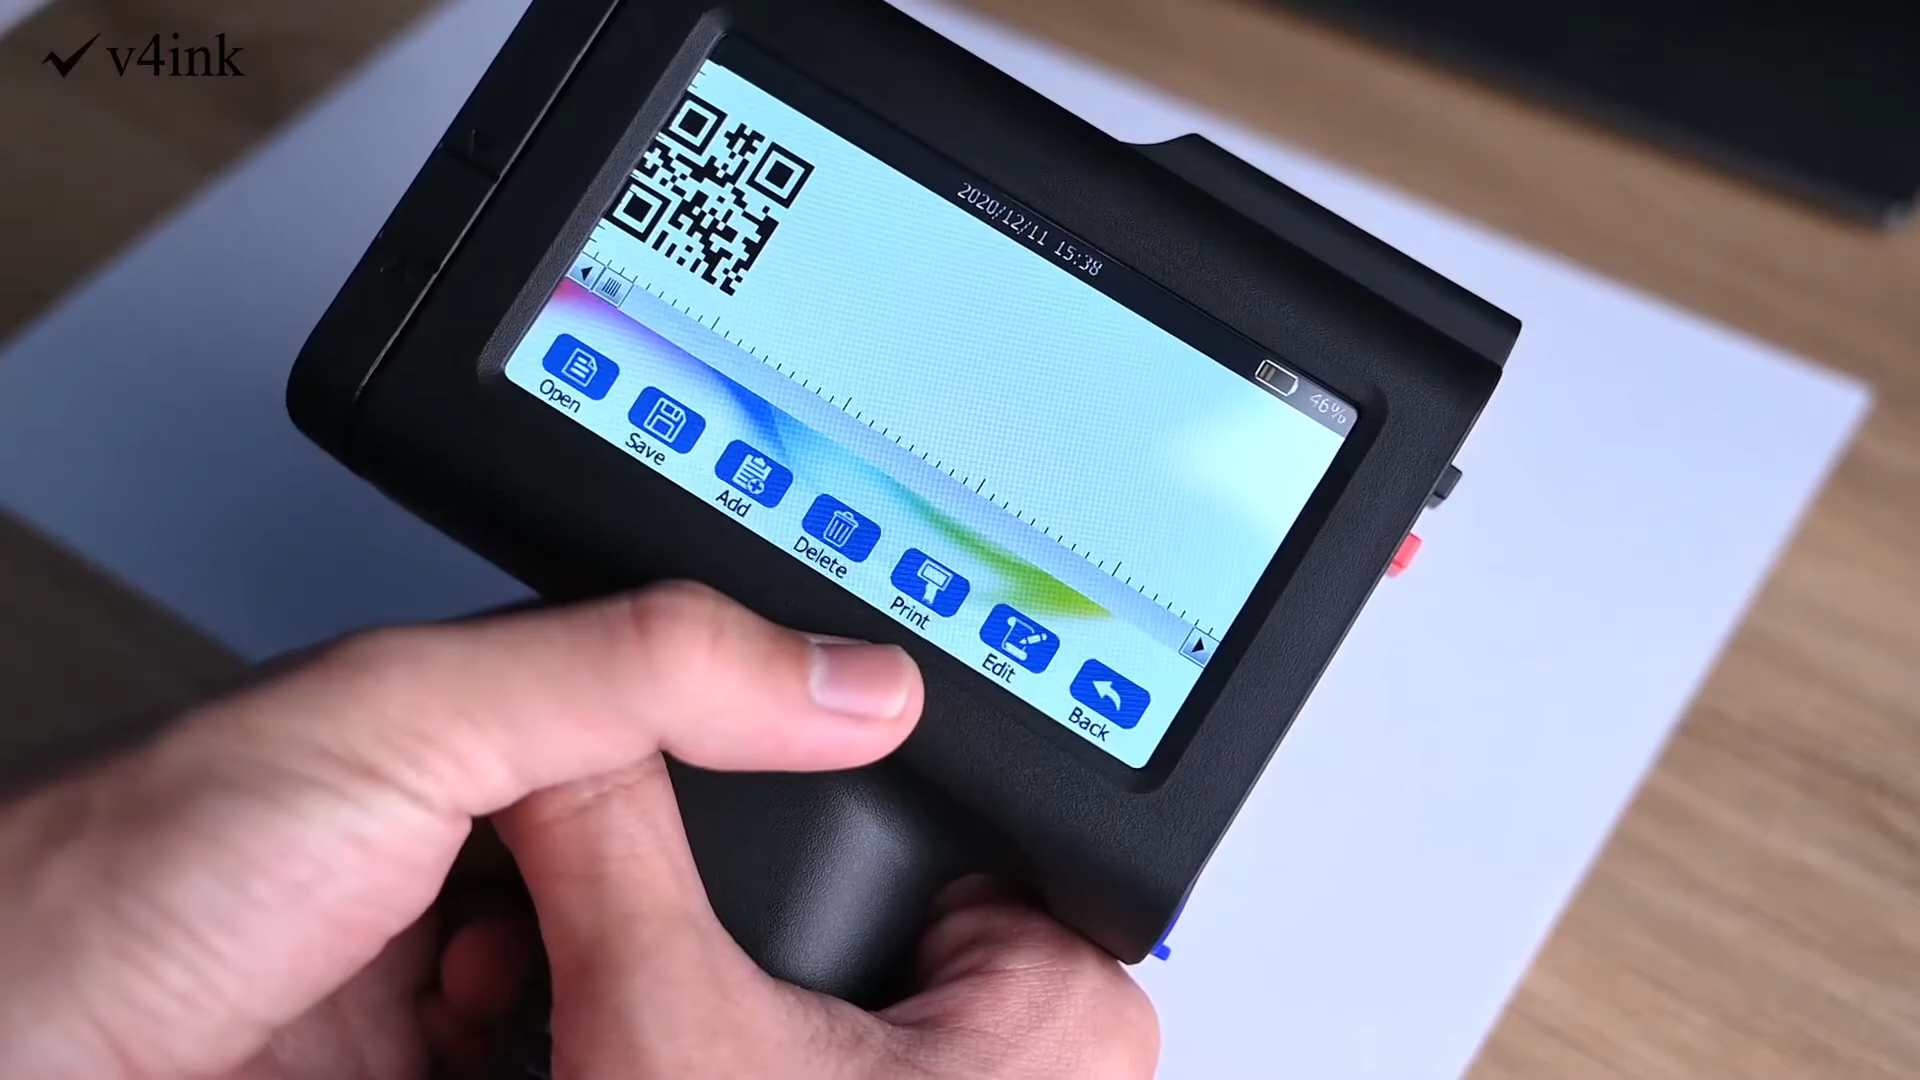 v4ink
2020/12/11 15:38
46%
Open
Save
Add
Delete
Print
Edit
Back